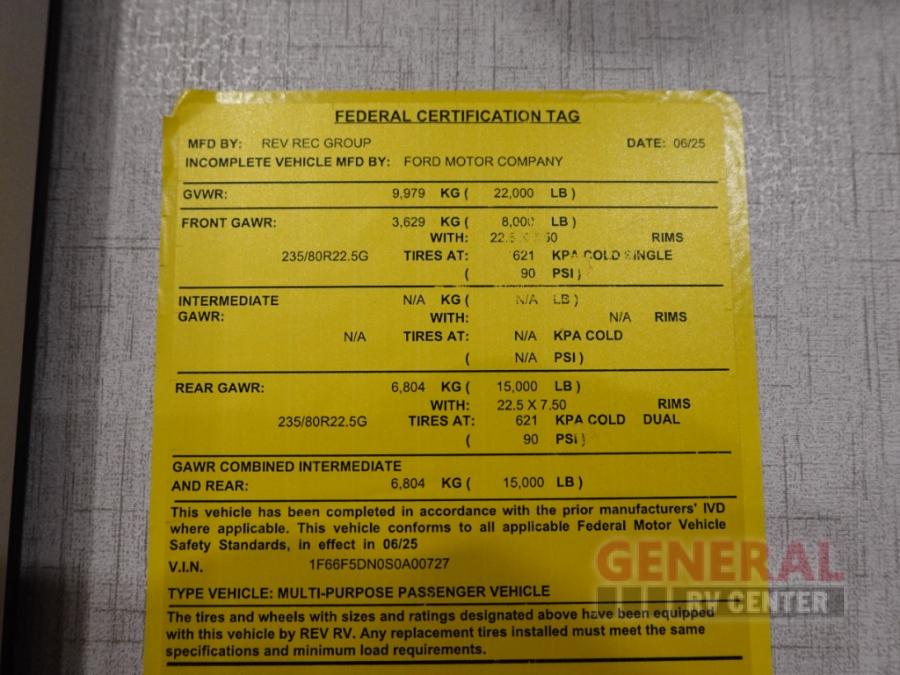 FEDERAL CERTIFICATION TAG
MFD BY: REV REC GROUP DATE: 06/25
INCOMPLETE VEHICLE MFD BY: FORD MOTOR COMPANY
GVWR: 9,979 KG ( 22,000 LB )
FRONT GAWR: 3,629 KG ( 8,000 LB )
WITH: 22.5 X 7.50 RIMS
235/80R22.5G TIRES AT: 621 KPA COLD SINGLE
( 90 PSI )
INTERMEDIATE N/A KG ( N/A LB )
GAWR: WITH: N/A RIMS
N/A TIRES AT: N/A KPA COLD
( N/A PSI )
REAR GAWR: 6,804 KG ( 15,000 LB )
WITH: 22.5 X 7.50 RIMS
235/80R22.5G TIRES AT: 621 KPA COLD DUAL
( 90 PSI )
GAWR COMBINED INTERMEDIATE
AND REAR: 6,804 KG ( 15,000 LB )
This vehicle has been completed in accordance with the prior manufacturers' IVD
where applicable. This vehicle conforms to all applicable Federal Motor Vehicle
Safety Standards, in effect in 06/25
V.I.N. 1F66F5DN0S0A00727
TYPE VEHICLE: MULTI-PURPOSE PASSENGER VEHICLE
The tires and wheels with sizes and ratings designated above have been equipped
with this vehicle by REV RV. Any replacement tires installed must meet the same
specifications and minimum load requirements.
GENERAL
RV CENTER